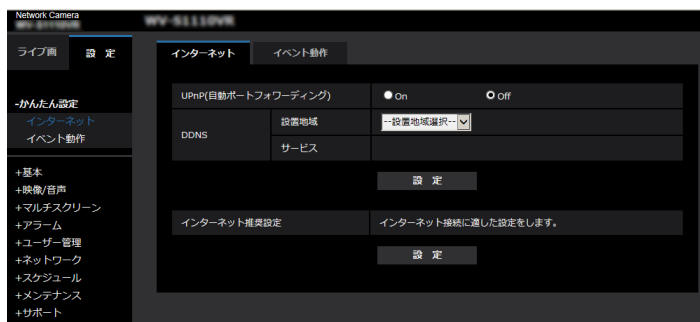 Network Camera
WV-S1110VR
ライブ画 設 定
インターネット イベント動作
UPnP(自動ポートフォワーディング) On Off
-かんたん設定
インターネット
イベント動作
DDNS
設置地域 --設置地域選択--
サービス
設 定
+基本
+映像/音声
+マルチスクリーン
+アラーム
+ユーザー管理
+ネットワーク
+スケジュール
+メンテナンス
+サポート
インターネット推奨設定 インターネット接続に適した設定をします。
設 定